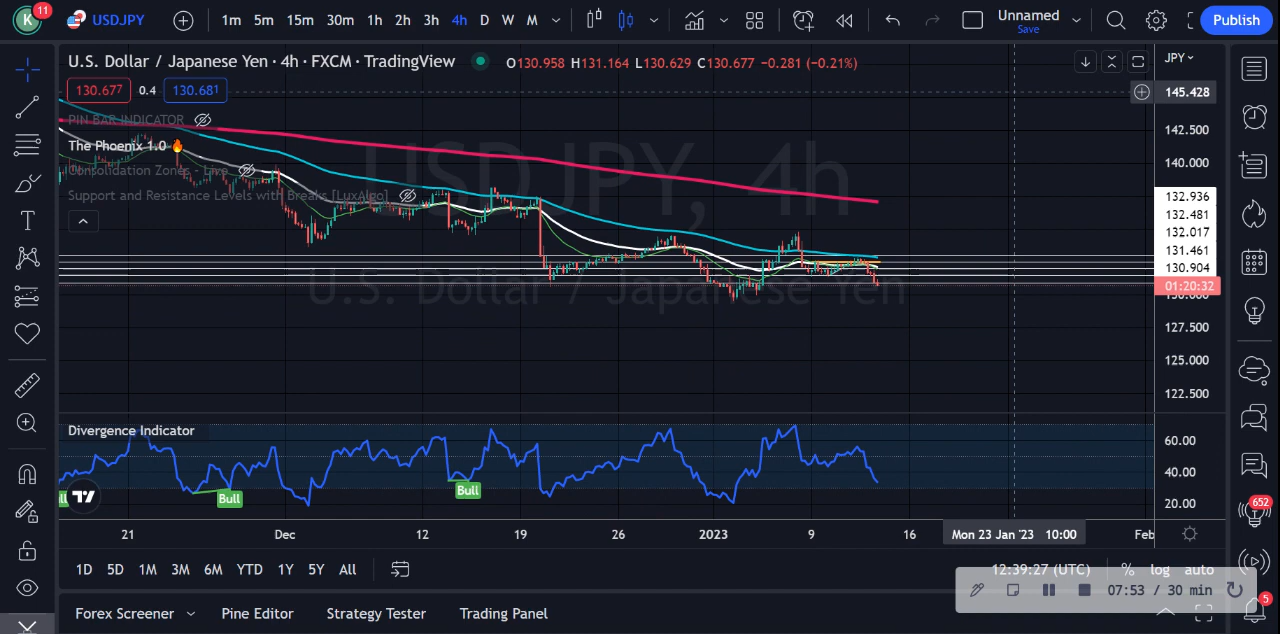 K 11 USDJPY 1m 5m 15m 30m 1h 2h 3h 4h D W M Unnamed Save Publish
U.S. Dollar / Japanese Yen · 4h · FXCM · TradingView O130.958 H131.164 L130.629 C130.677 −0.281 (−0.21%) JPY
130.677 0.4 130.681
145.428
PIN BAR INDICATOR
The Phoenix 1.0 🔥
Consolidation Zones - Live
Support and Resistance Levels with Breaks [LuxAlgo]
USDJPY, 4h
U.S. Dollar / Japanese Yen
142.500
140.000
132.936
132.481
132.017
131.461
130.904
01:20:32
130.000
127.500
125.000
122.500
Divergence Indicator
60.00
40.00
20.00
Bull
Bull
652
21 Dec 12 19 26 2023 9 16 Mon 23 Jan '23 10:00 Feb
1D 5D 1M 3M 6M YTD 1Y 5Y All 12:39:27 (UTC) % log auto
07:53 / 30 min
5
Forex Screener Pine Editor Strategy Tester Trading Panel